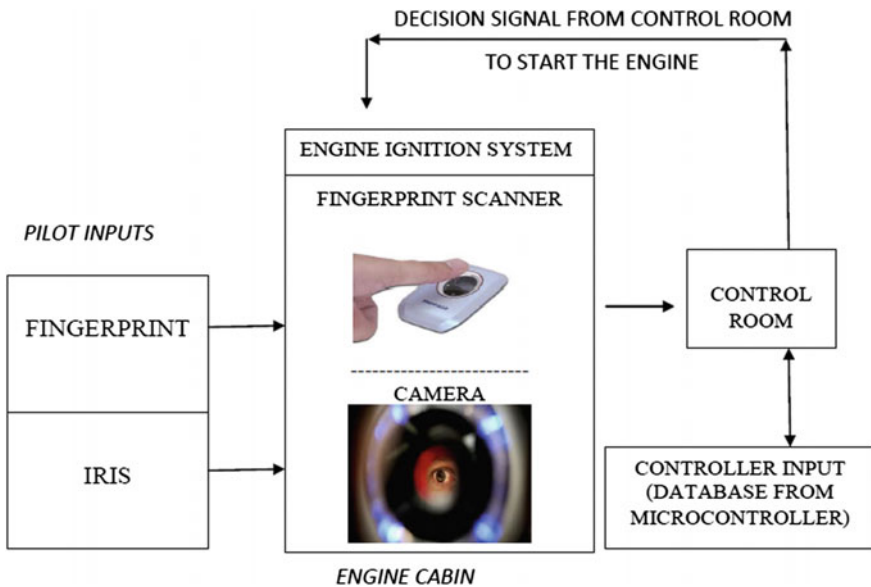 DECISION SIGNAL FROM CONTROL ROOM
TO START THE ENGINE
ENGINE IGNITION SYSTEM
FINGERPRINT SCANNER
PILOT INPUTS
FINGERPRINT
CONTROL
ROOM
CAMERA
IRIS
CONTROLLER INPUT
(DATABASE FROM
MICROCONTROLLER)
ENGINE CABIN